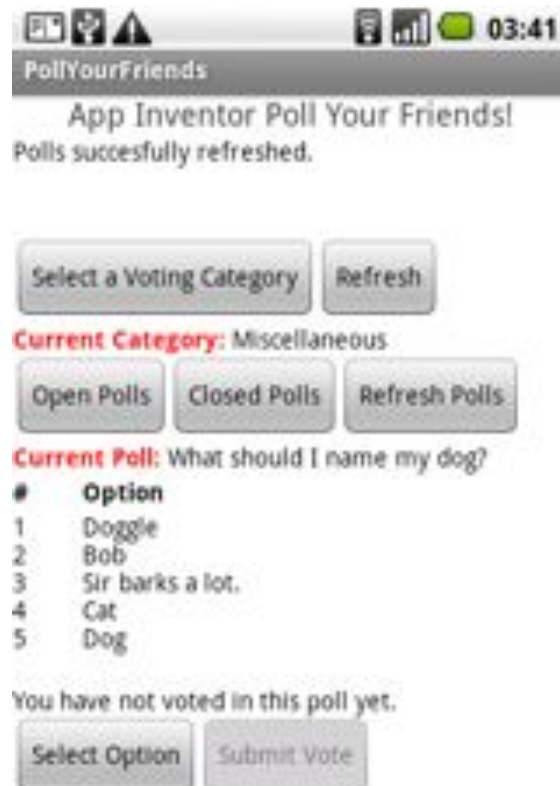 03:41
PollYourFriends
App Inventor Poll Your Friends!
Polls succesfully refreshed.
Select a Voting Category Refresh
Current Category: Miscellaneous
Open Polls Closed Polls Refresh Polls
Current Poll: What should I name my dog?
# Option
1 Doggle
2 Bob
3 Sir barks a lot.
4 Cat
5 Dog
You have not voted in this poll yet.
Select Option Submit Vote